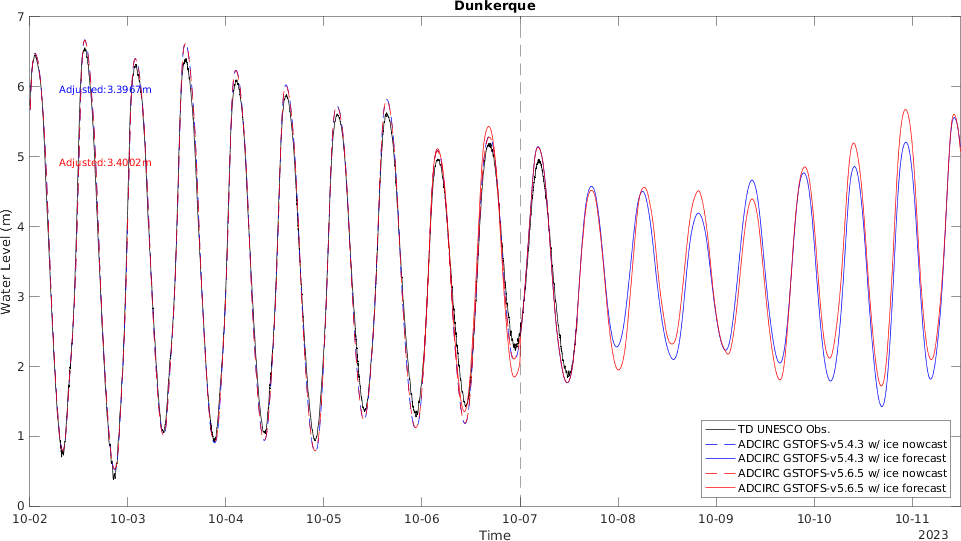 Dunkerque
7
6
5
4
3
2
1
0
Water Level (m)
Adjusted:3.3967m
Adjusted:3.4002m
TD UNESCO Obs.
ADCIRC GSTOFS-v5.4.3 w/ ice nowcast
ADCIRC GSTOFS-v5.4.3 w/ ice forecast
ADCIRC GSTOFS-v5.6.5 w/ ice nowcast
ADCIRC GSTOFS-v5.6.5 w/ ice forecast
10-02 10-03 10-04 10-05 10-06 10-07 10-08 10-09 10-10 10-11
Time
2023